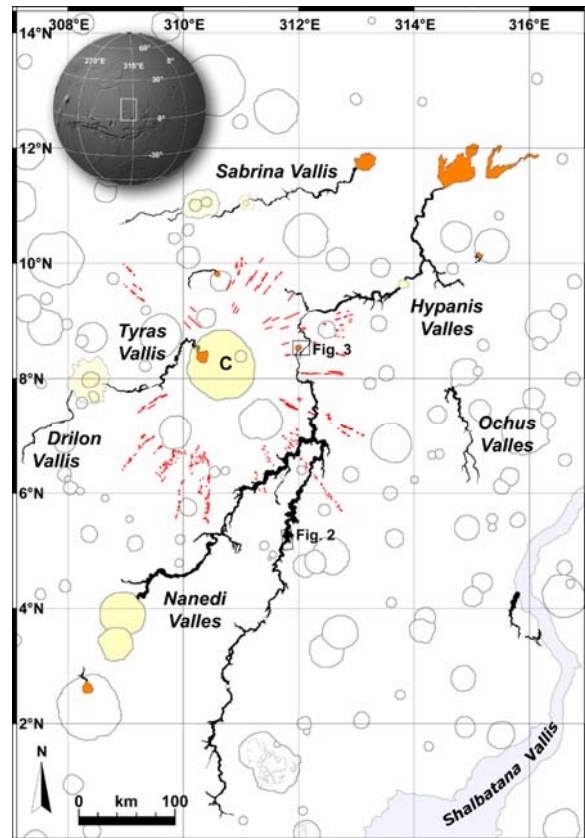 308°E 310°E 312°E 314°E 316°E
14°N
60°
270°E 315°E 0°
30°
0°
-30°
12°N
Sabrina Vallis
10°N
Hypanis
Valles
Tyras
Vallis
Fig. 3
C
8°N
Drilon
Vallis
Ochus
Valles
6°N
Fig. 2
4°N
Nanedi
Valles
2°N
Shalbatana Vallis
N
km
0 100